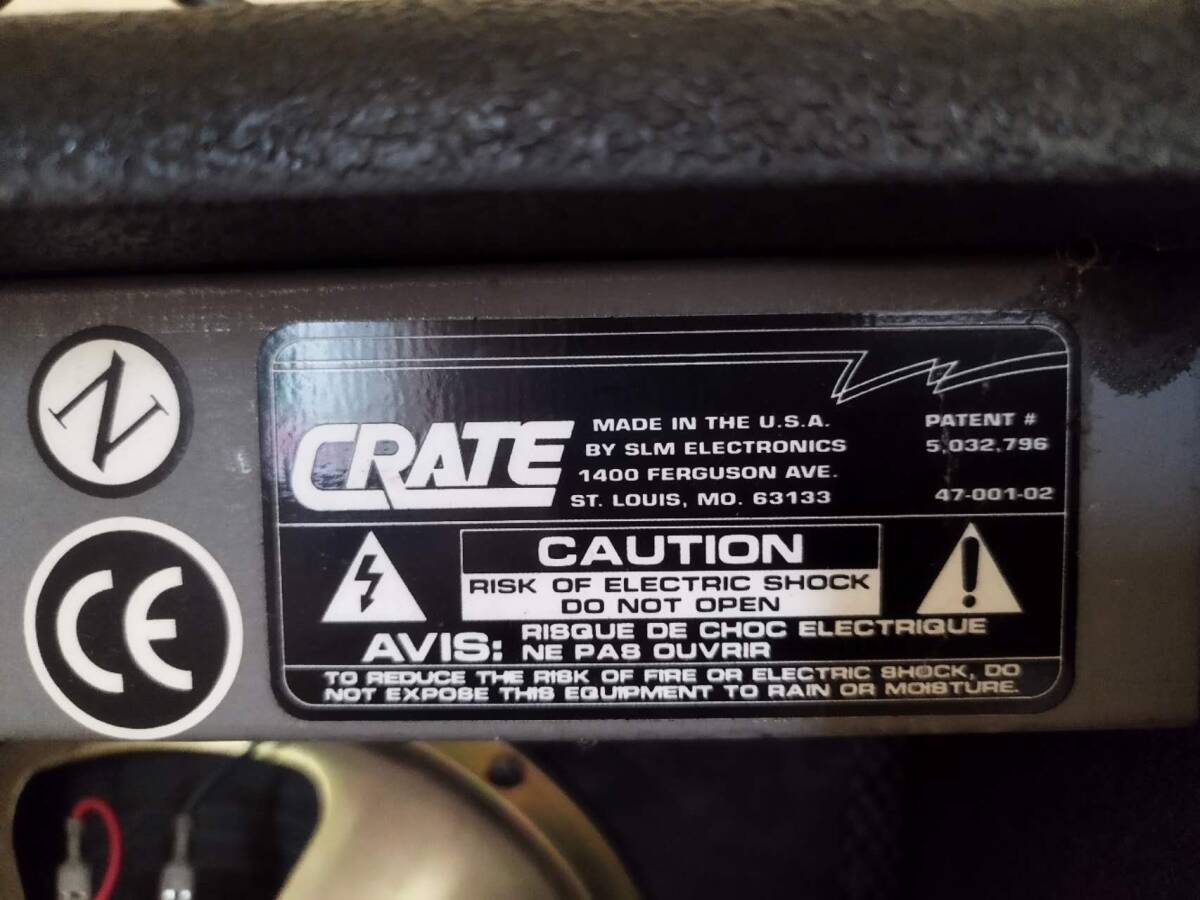 N
CE
CRATE
MADE IN THE U.S.A.
BY SLM ELECTRONICS
1400 FERGUSON AVE.
ST. LOUIS, MO. 63133
PATENT #
5,032,796
47-001-02
CAUTION
RISK OF ELECTRIC SHOCK
DO NOT OPEN
AVIS: RISQUE DE CHOC ELECTRIQUE
NE PAS OUVRIR
TO REDUCE THE RISK OF FIRE OR ELECTRIC SHOCK, DO
NOT EXPOSE THIS EQUIPMENT TO RAIN OR MOISTURE.